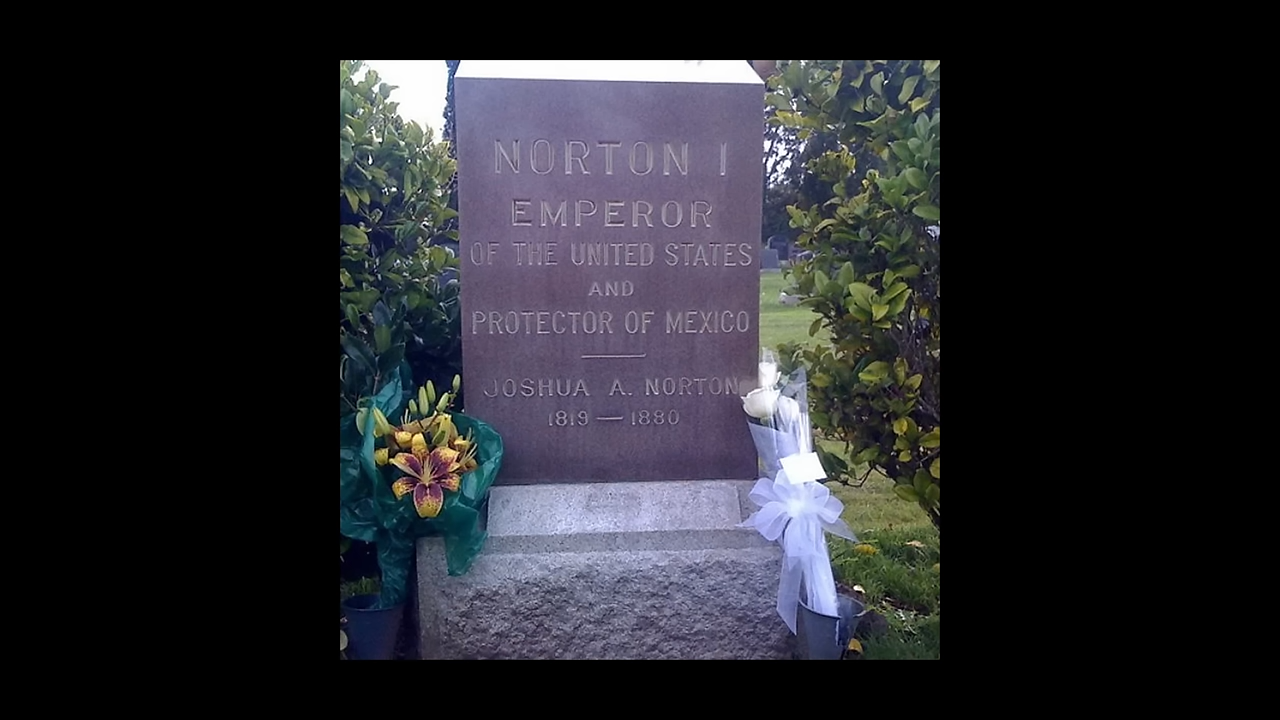 NORTON I
EMPEROR
OF THE UNITED STATES
AND
PROTECTOR OF MEXICO
JOSHUA A. NORTON
1819 — 1880